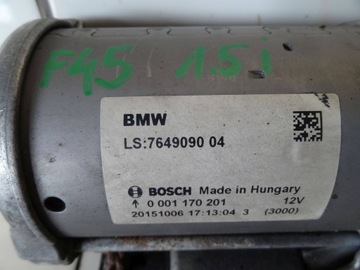 F45 1.5 i
BMW
LS:7649090 04
BOSCH Made in Hungary
↑ 0 001 170 201 12V
20151006 17:13:04 3 (3000)